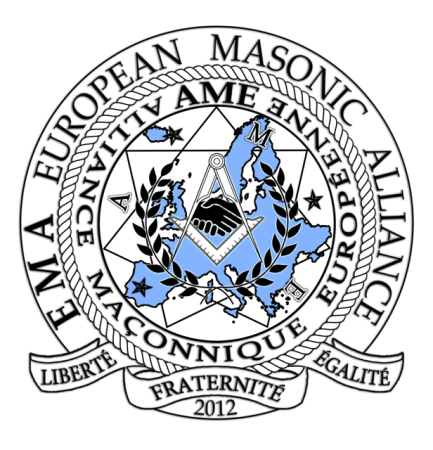 EMA EUROPEAN MASONIC ALLIANCE
AME
ALLIANCE MAÇONNIQUE EUROPÉENNE
A
M
E
LIBERTÉ
FRATERNITÉ
2012
ÉGALITÉ